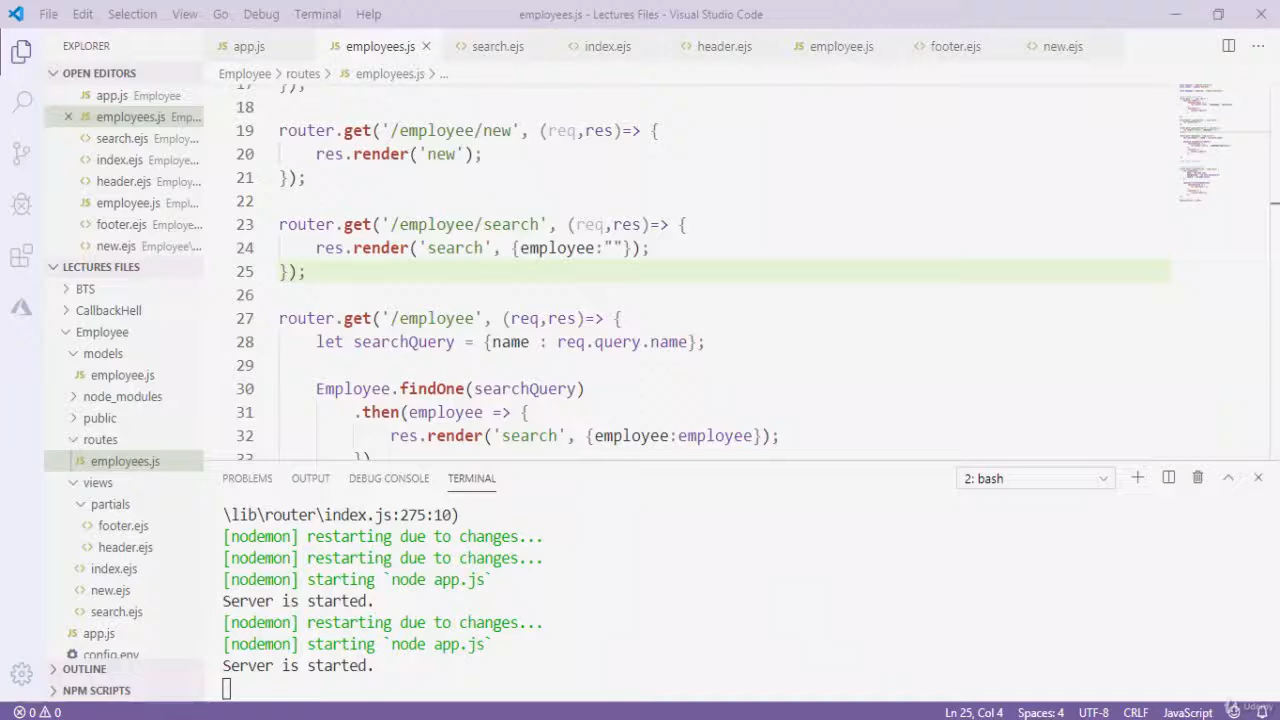 File Edit Selection View Go Debug Terminal Help
employees.js - Lectures Files - Visual Studio Code
EXPLORER
app.js employees.js search.ejs index.ejs header.ejs employee.js footer.ejs new.ejs
OPEN EDITORS
Employee › routes › employees.js › ...
app.js Employee
employees.js Emp...
search.ejs Employ...
index.ejs Employe...
header.ejs Employ...
employee.js Empl...
footer.ejs Employe...
new.ejs Employee\...
LECTURES FILES
BTS
CallbackHell
Employee
models
employee.js
node_modules
public
routes
employees.js
views
partials
footer.ejs
header.ejs
index.ejs
new.ejs
search.ejs
app.js
config.env
OUTLINE
NPM SCRIPTS
17 });
18
19 router.get('/employee/new', (req,res)=>
20 res.render('new');
21 });
22
23 router.get('/employee/search', (req,res)=> {
24 res.render('search', {employee:""});
25 });
26
27 router.get('/employee', (req,res)=> {
28 let searchQuery = {name : req.query.name};
29
30 Employee.findOne(searchQuery)
31 .then(employee => {
32 res.render('search', {employee:employee});
33 })
PROBLEMS OUTPUT DEBUG CONSOLE TERMINAL
2: bash
\lib\router\index.js:275:10)
[nodemon] restarting due to changes...
[nodemon] restarting due to changes...
[nodemon] starting `node app.js`
Server is started.
[nodemon] restarting due to changes...
[nodemon] starting `node app.js`
Server is started.
0 0
Ln 25, Col 4 Spaces: 4 UTF-8 CRLF JavaScript
Udemy